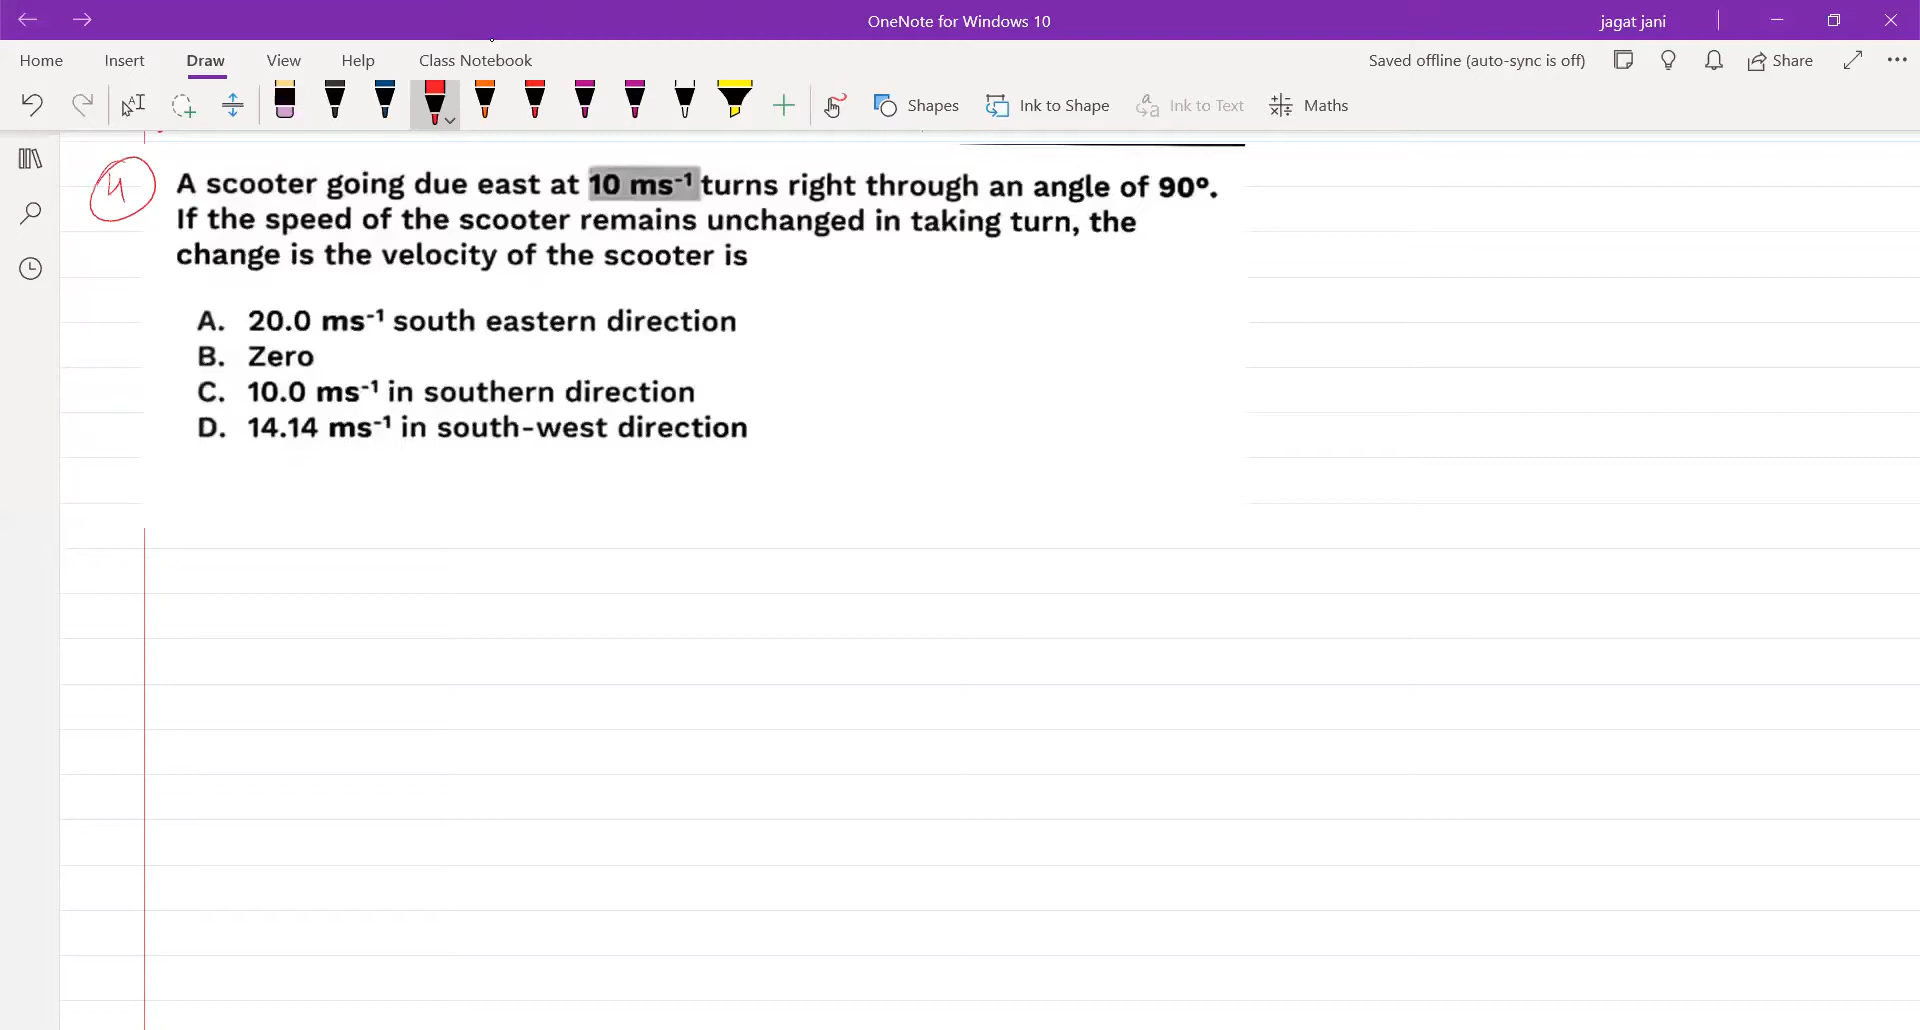 OneNote for Windows 10
jagat jani
Home Insert Draw View Help Class Notebook
Saved offline (auto-sync is off) Share
Shapes Ink to Shape Ink to Text Maths
4
A scooter going due east at 10 ms⁻¹ turns right through an angle of 90°.
If the speed of the scooter remains unchanged in taking turn, the
change is the velocity of the scooter is
A. 20.0 ms⁻¹ south eastern direction
B. Zero
C. 10.0 ms⁻¹ in southern direction
D. 14.14 ms⁻¹ in south-west direction